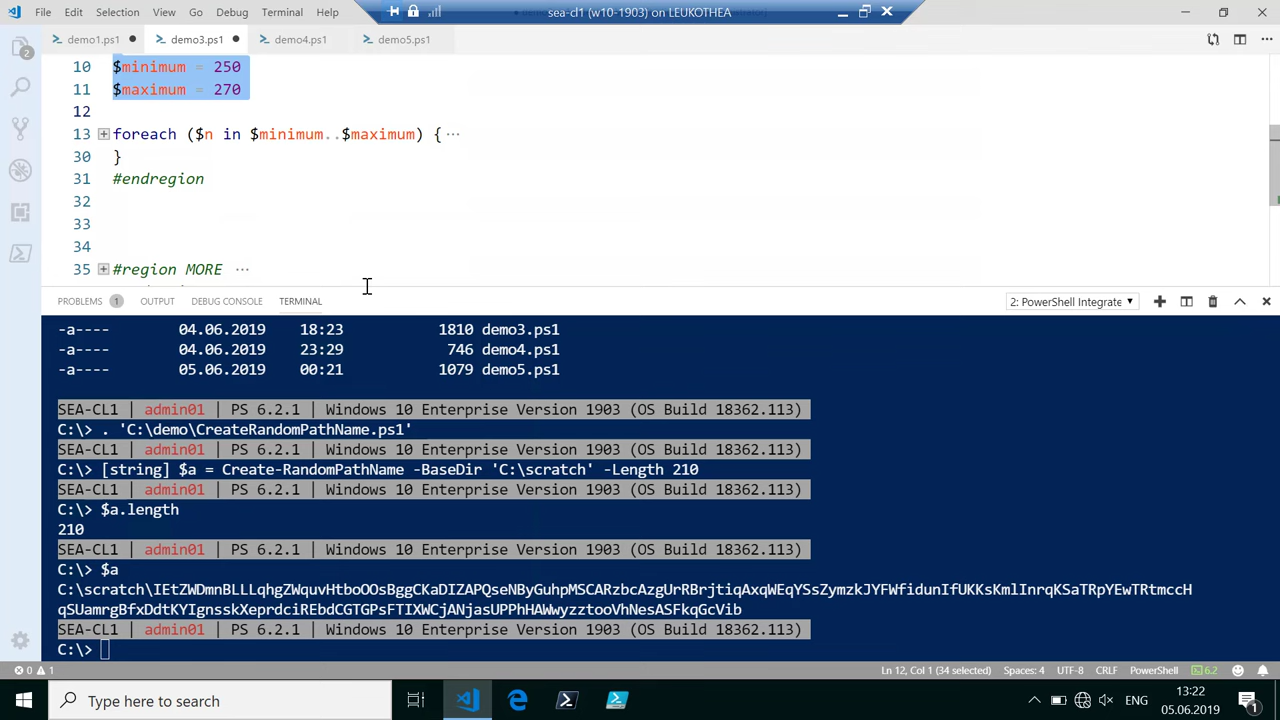 File Edit Selection View Go Debug Terminal Help
sea-cl1 (w10-1903) on LEUKOTHEA
demo1.ps1 demo3.ps1 demo4.ps1 demo5.ps1
2
10 $minimum = 250
11 $maximum = 270
12
13 foreach ($n in $minimum..$maximum) { ...
30 }
31 #endregion
32
33
34
35 #region MORE ...
PROBLEMS 1 OUTPUT DEBUG CONSOLE TERMINAL 2: PowerShell Integrate
-a---- 04.06.2019 18:23 1810 demo3.ps1
-a---- 04.06.2019 23:29 746 demo4.ps1
-a---- 05.06.2019 00:21 1079 demo5.ps1
SEA-CL1 | admin01 | PS 6.2.1 | Windows 10 Enterprise Version 1903 (OS Build 18362.113)
C:\> . 'C:\demo\CreateRandomPathName.ps1'
SEA-CL1 | admin01 | PS 6.2.1 | Windows 10 Enterprise Version 1903 (OS Build 18362.113)
C:\> [string] $a = Create-RandomPathName -BaseDir 'C:\scratch' -Length 210
SEA-CL1 | admin01 | PS 6.2.1 | Windows 10 Enterprise Version 1903 (OS Build 18362.113)
C:\> $a.length
210
SEA-CL1 | admin01 | PS 6.2.1 | Windows 10 Enterprise Version 1903 (OS Build 18362.113)
C:\> $a
C:\scratch\IEtZWDmnBLLLqhgZWquvHtboOOsBggCKaDIZAPQseNByGuhpMSCARzbcAzgUrRBrjtiqAxqWEqYSsZymzkJYFWfidunIfUKKsKmlInrqKSaTRpYEwTRtmccH
qSUamrgBfxDdtKYIgnsskXeprdciREbdCGTGPsFTIXWCjANjasUPPhHAWwyzztooVhNesASFkqGcVib
SEA-CL1 | admin01 | PS 6.2.1 | Windows 10 Enterprise Version 1903 (OS Build 18362.113)
C:\>
0 1 Ln 12, Col 1 (34 selected) Spaces: 4 UTF-8 CRLF PowerShell 6.2 1
Type here to search ENG 13:22
05.06.2019 1